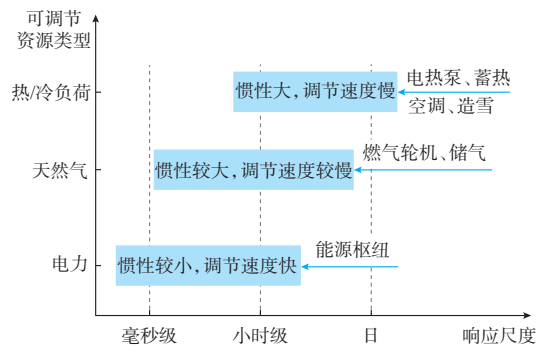 可调节
资源类型
热/冷负荷
惯性大，调节速度慢
电热泵、蓄热
空调、造雪
天然气
惯性较大，调节速度较慢
燃气轮机、储气
电力
惯性较小，调节速度快
能源枢纽
毫秒级
小时级
日
响应尺度